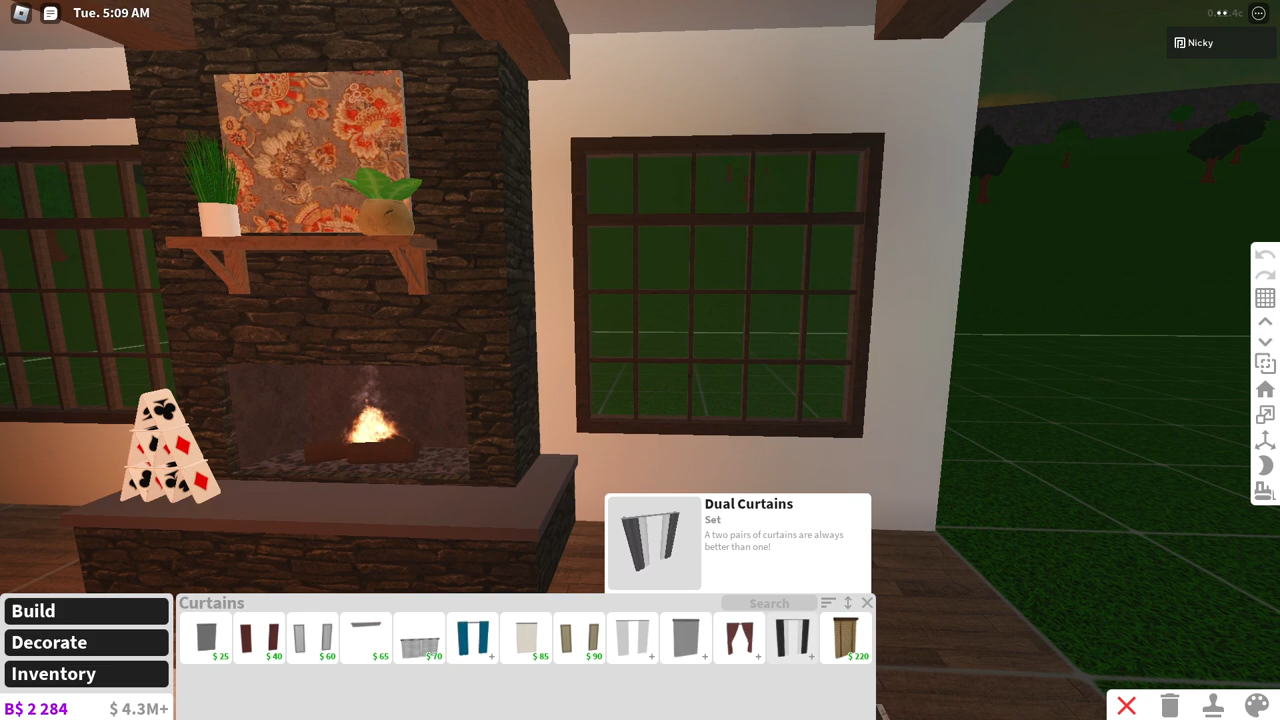 Tue. 5:09 AM
Nicky
Dual Curtains
Set
A two pairs of curtains are always
better than one!
Build
Decorate
Inventory
B$ 2 284
$ 4.3M+
Curtains
Search
$ 25
$ 40
$ 60
$ 65
$ 70
+
$ 85
$ 90
+
+
+
+
$ 220